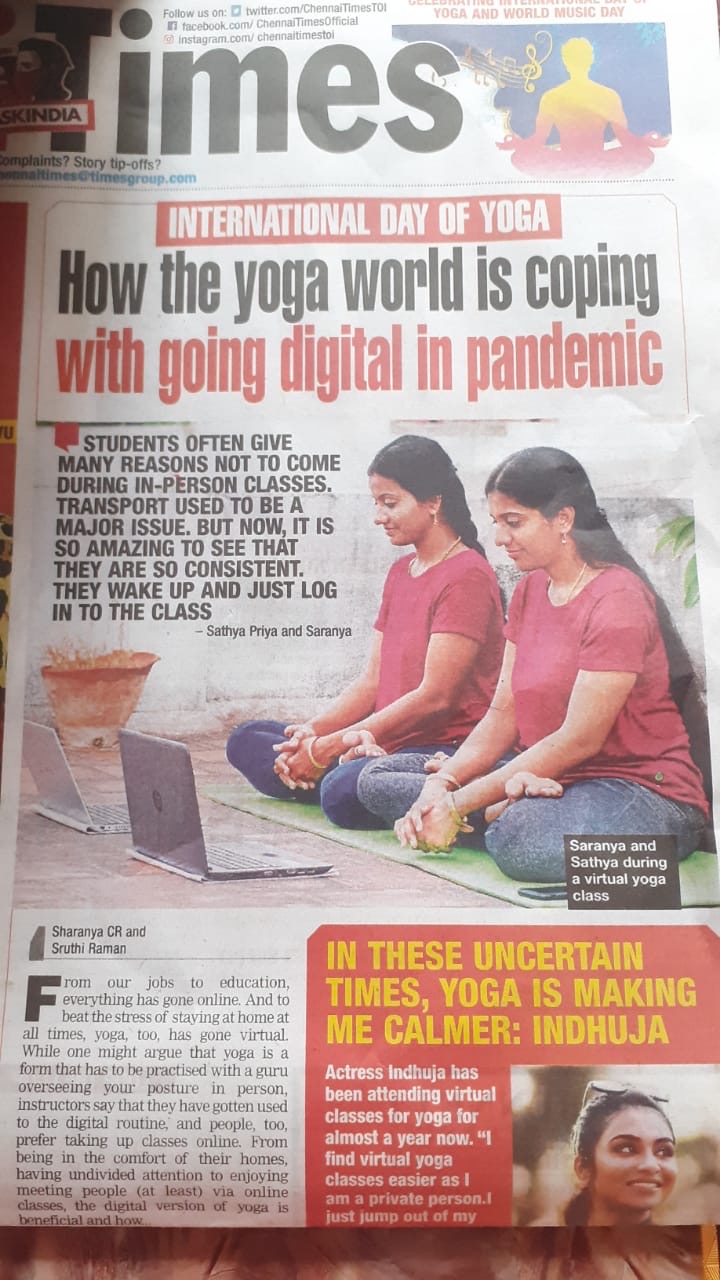 Follow us on: twitter.com/ChennaiTimesTOI
facebook.com/ ChennaiTimesOfficial
instagram.com/ chennaitimestoi
CELEBRATING INTERNATIONAL DAY OF
YOGA AND WORLD MUSIC DAY
Times
SKINDIA
omplaints? Story tip-offs?
ennaitimes@timesgroup.com
INTERNATIONAL DAY OF YOGA
How the yoga world is coping
with going digital in pandemic
STUDENTS OFTEN GIVE
MANY REASONS NOT TO COME
DURING IN-PERSON CLASSES.
TRANSPORT USED TO BE A
MAJOR ISSUE. BUT NOW, IT IS
SO AMAZING TO SEE THAT
THEY ARE SO CONSISTENT.
THEY WAKE UP AND JUST LOG
IN TO THE CLASS
– Sathya Priya and Saranya
Saranya and
Sathya during
a virtual yoga
class
Sharanya CR and
Sruthi Raman
From our jobs to education,
everything has gone online. And to
beat the stress of staying at home at
all times, yoga, too, has gone virtual.
While one might argue that yoga is a
form that has to be practised with a guru
overseeing your posture in person,
instructors say that they have gotten used
to the digital routine, and people, too,
prefer taking up classes online. From
being in the comfort of their homes,
having undivided attention to enjoying
meeting people (at least) via online
classes, the digital version of yoga is
beneficial and how...
IN THESE UNCERTAIN
TIMES, YOGA IS MAKING
ME CALMER: INDHUJA
Actress Indhuja has
been attending virtual
classes for yoga for
almost a year now. “I
find virtual yoga
classes easier as I
am a private person.I
just jump out of my